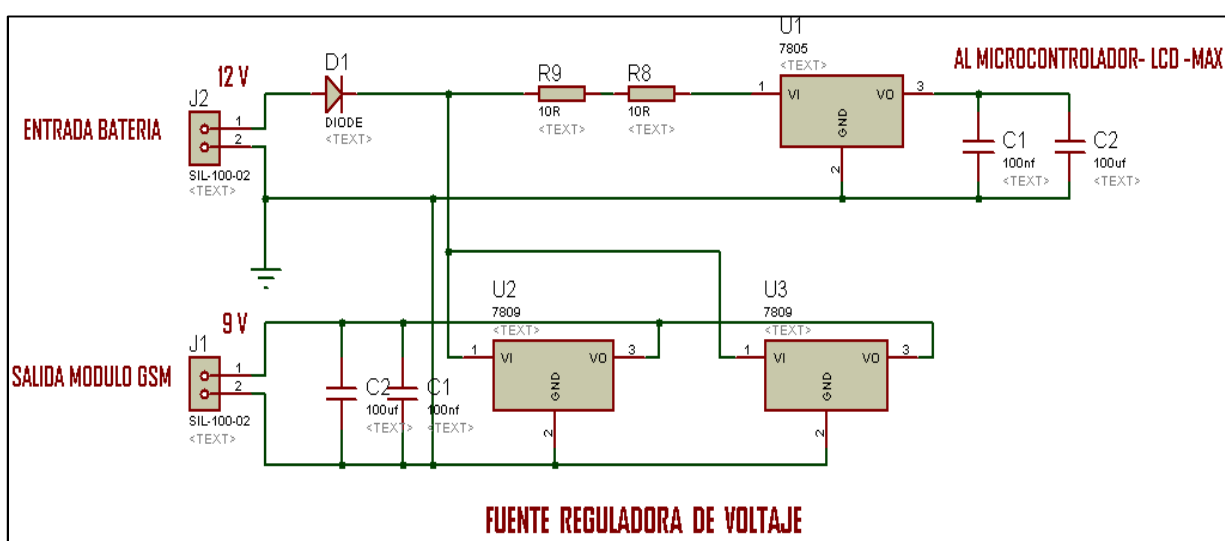 U1
7805
<TEXT>
AL MICROCONTROLADOR- LCD -MAX
12 V
D1
DIODE
<TEXT>
R9
10R
<TEXT>
R8
10R
<TEXT>
1
VI
VO
3
GND
2
J2
1
2
ENTRADA BATERIA
SIL-100-02
<TEXT>
C1
100nf
<TEXT>
C2
100uf
<TEXT>
U2
7809
<TEXT>
U3
7809
<TEXT>
9 V
J1
1
2
SALIDA MODULO GSM
SIL-100-02
<TEXT>
C2
100uf
<TEXT>
C1
100nf
<TEXT>
1
VI
VO
3
GND
2
1
VI
VO
3
GND
2
FUENTE REGULADORA DE VOLTAJE